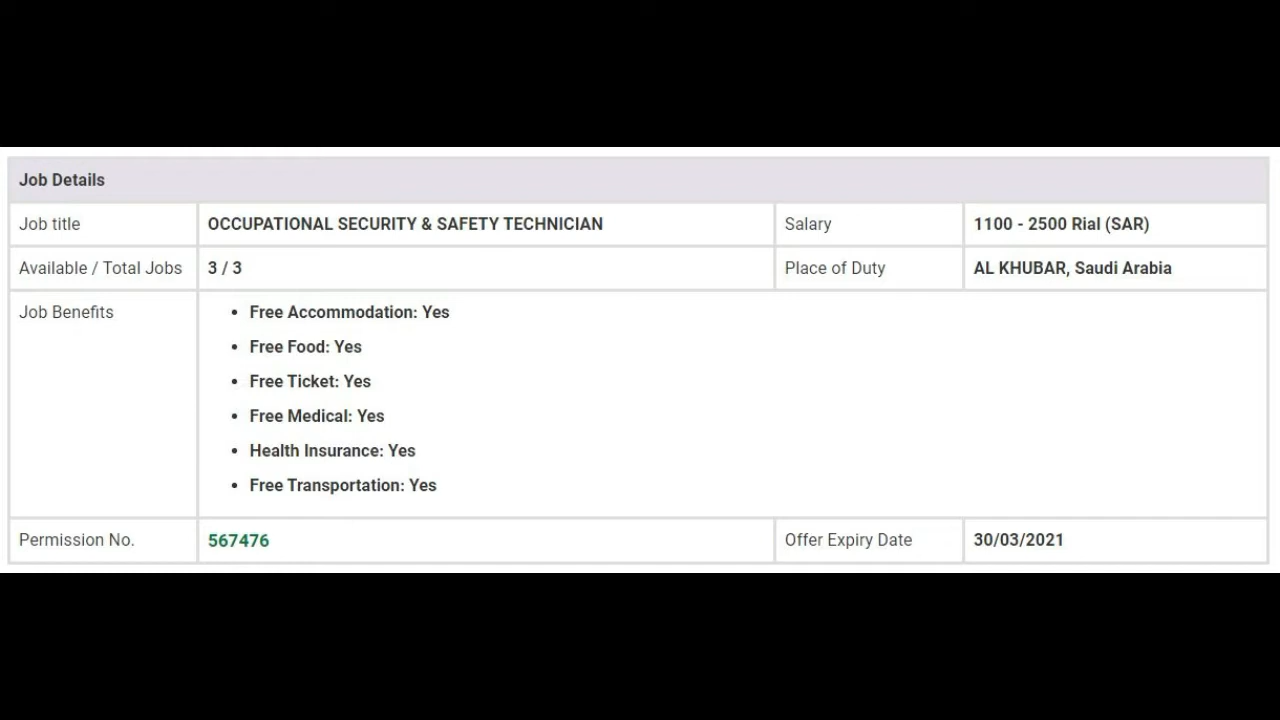 Job Details
Job title OCCUPATIONAL SECURITY & SAFETY TECHNICIAN Salary 1100 - 2500 Rial (SAR)
Available / Total Jobs 3 / 3 Place of Duty AL KHUBAR, Saudi Arabia
Job Benefits • Free Accommodation: Yes
• Free Food: Yes
• Free Ticket: Yes
• Free Medical: Yes
• Health Insurance: Yes
• Free Transportation: Yes
Permission No. 567476 Offer Expiry Date 30/03/2021